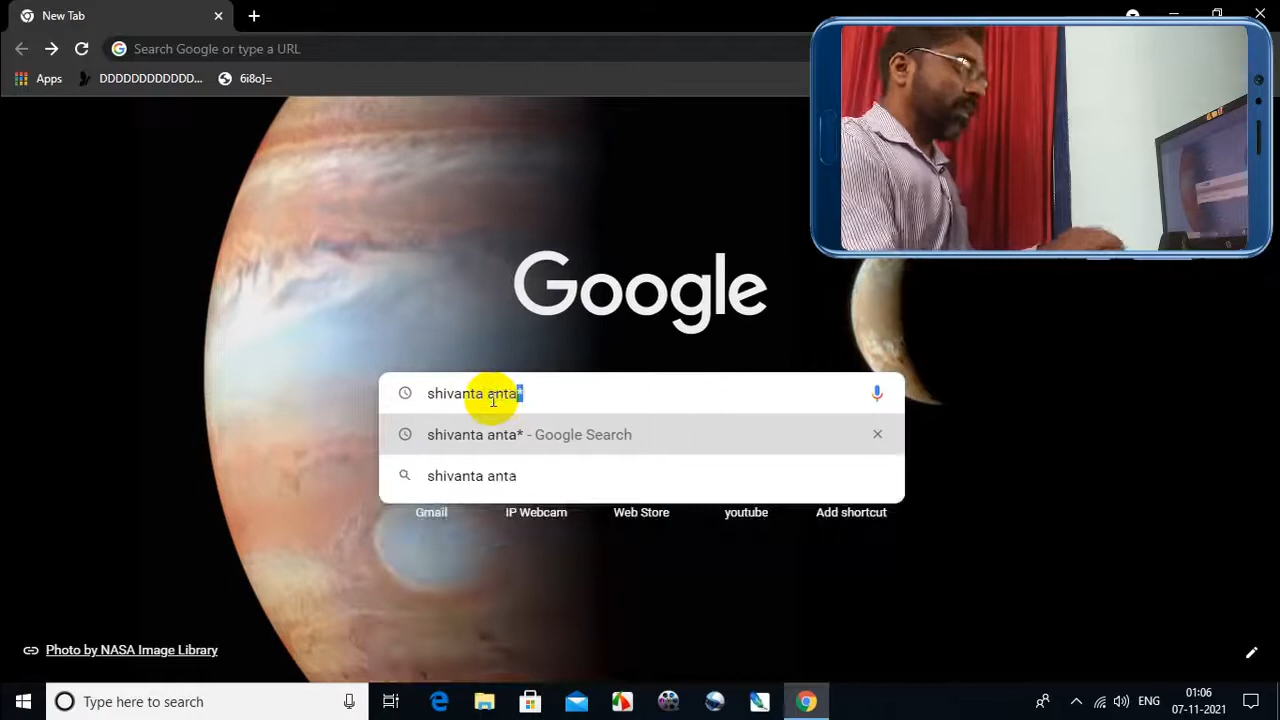 New Tab
Search Google or type a URL
Apps DDDDDDDDDDDDD... 6i8o]=
Google
shivanta anta*
shivanta anta* - Google Search
shivanta anta
Gmail IP Webcam Web Store youtube Add shortcut
Photo by NASA Image Library
Type here to search
ENG
01:06
07-11-2021